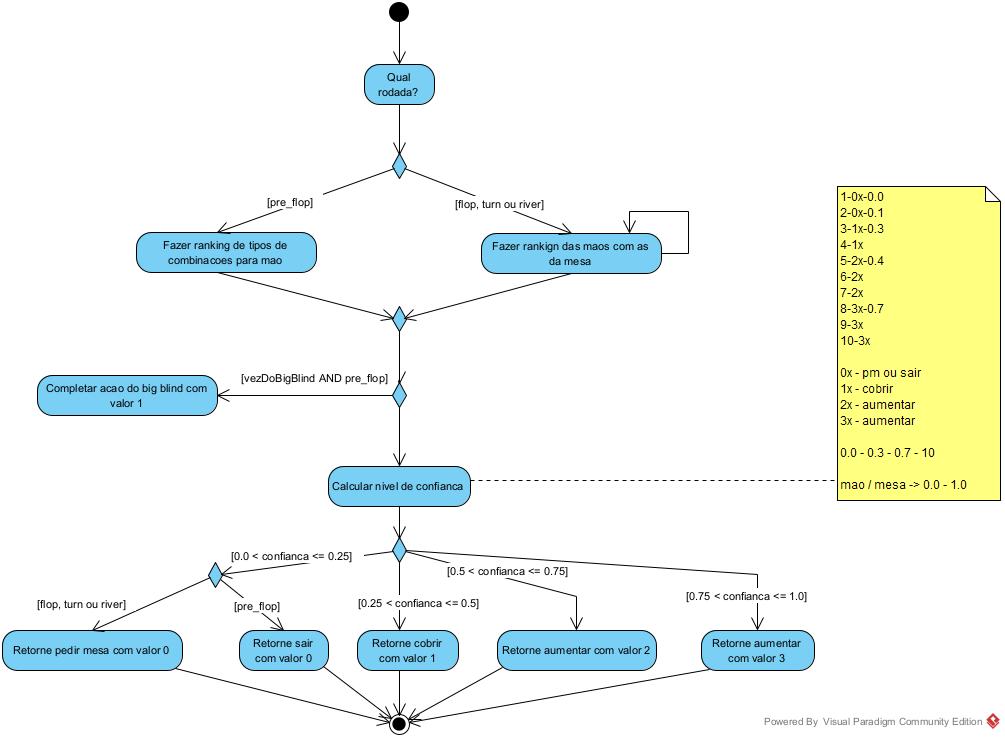 Qual
rodada?
[pre_flop]
[flop, turn ou river]
Fazer ranking de tipos de
combinacoes para mao
Fazer rankign das maos com as
da mesa
[vezDoBigBlind AND pre_flop]
Completar acao do big blind com
valor 1
Calcular nivel de confianca
[0.0 < confianca <= 0.25]
[0.5 < confianca <= 0.75]
[flop, turn ou river]
[pre_flop]
[0.25 < confianca <= 0.5]
[0.75 < confianca <= 1.0]
Retorne pedir mesa com valor 0
Retorne sair
com valor 0
Retorne cobrir
com valor 1
Retorne aumentar com valor 2
Retorne aumentar
com valor 3
1-0x-0.0
2-0x-0.1
3-1x-0.3
4-1x
5-2x-0.4
6-2x
7-2x
8-3x-0.7
9-3x
10-3x
0x - pm ou sair
1x - cobrir
2x - aumentar
3x - aumentar
0.0 - 0.3 - 0.7 - 10
mao / mesa -> 0.0 - 1.0
Powered By Visual Paradigm Community Edition